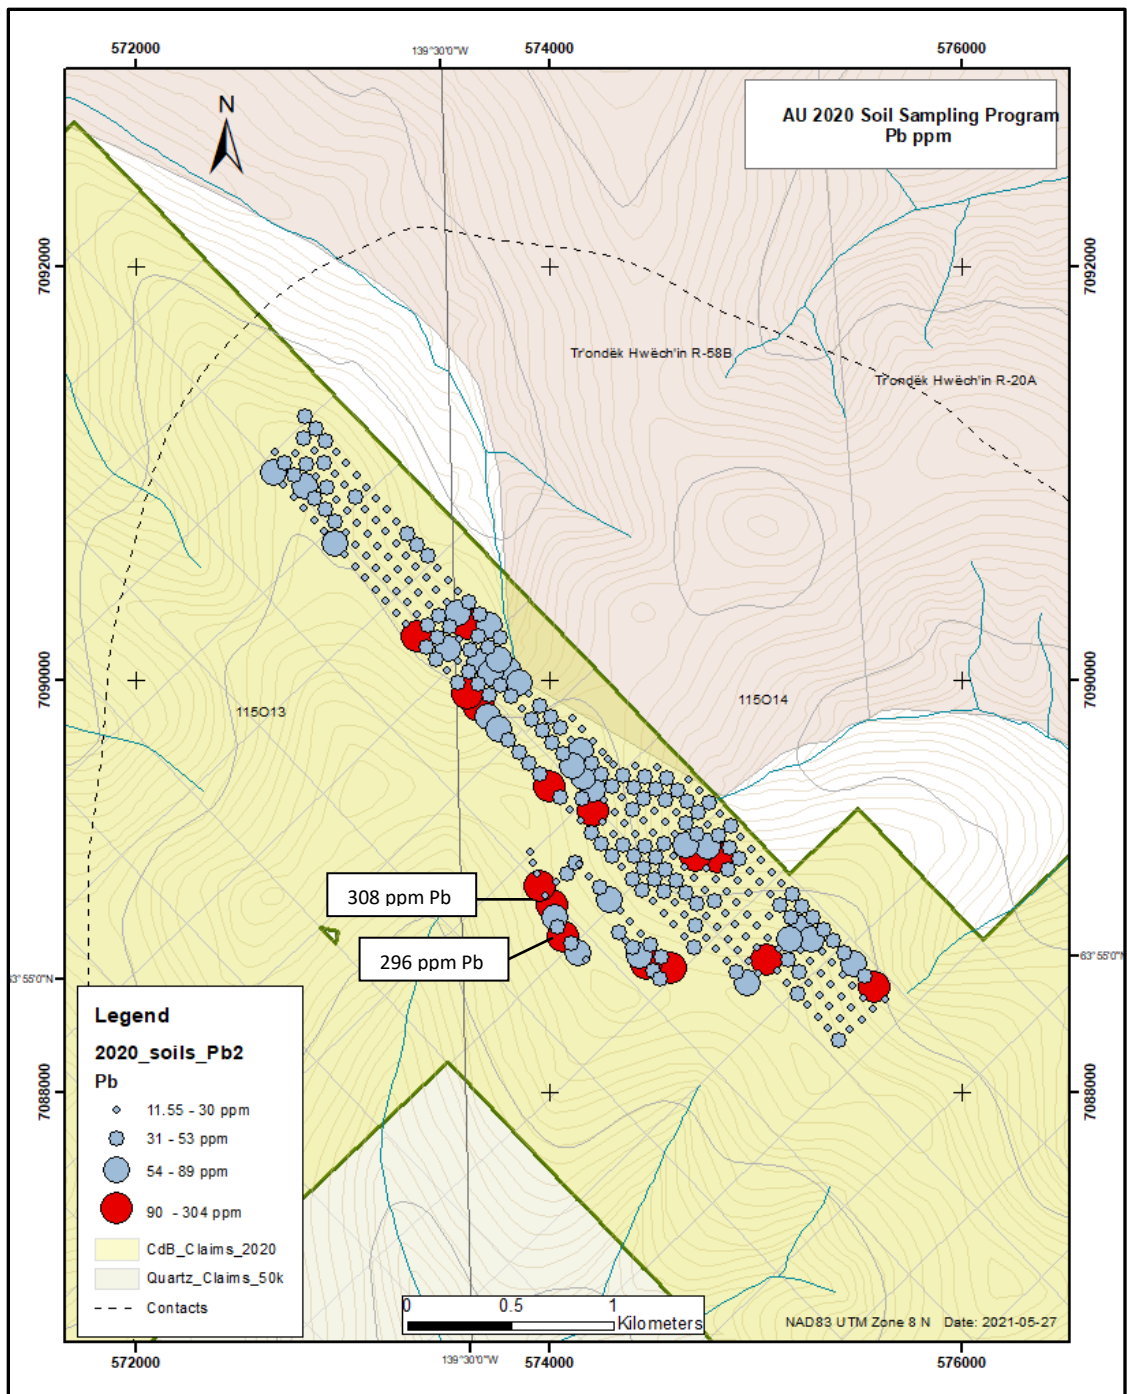 572000
139°30'0"W
574000
576000
N
AU 2020 Soil Sampling Program
Pb ppm
7092000
7092000
Tr'ondëk Hwëch'in R-58B
Tr'ondëk Hwëch'in R-20A
7090000
7090000
115O13
115O14
308 ppm Pb
296 ppm Pb
63°55'0"N
63°55'0"N
Legend
2020_soils_Pb2
Pb
11.55 - 30 ppm
31 - 53 ppm
54 - 89 ppm
90 - 304 ppm
CdB_Claims_2020
Quartz_Claims_50k
Contacts
7088000
7088000
0 0.5 1
Kilometers
NAD83 UTM Zone 8 N Date: 2021-05-27
572000
139°30'0"W
574000
576000